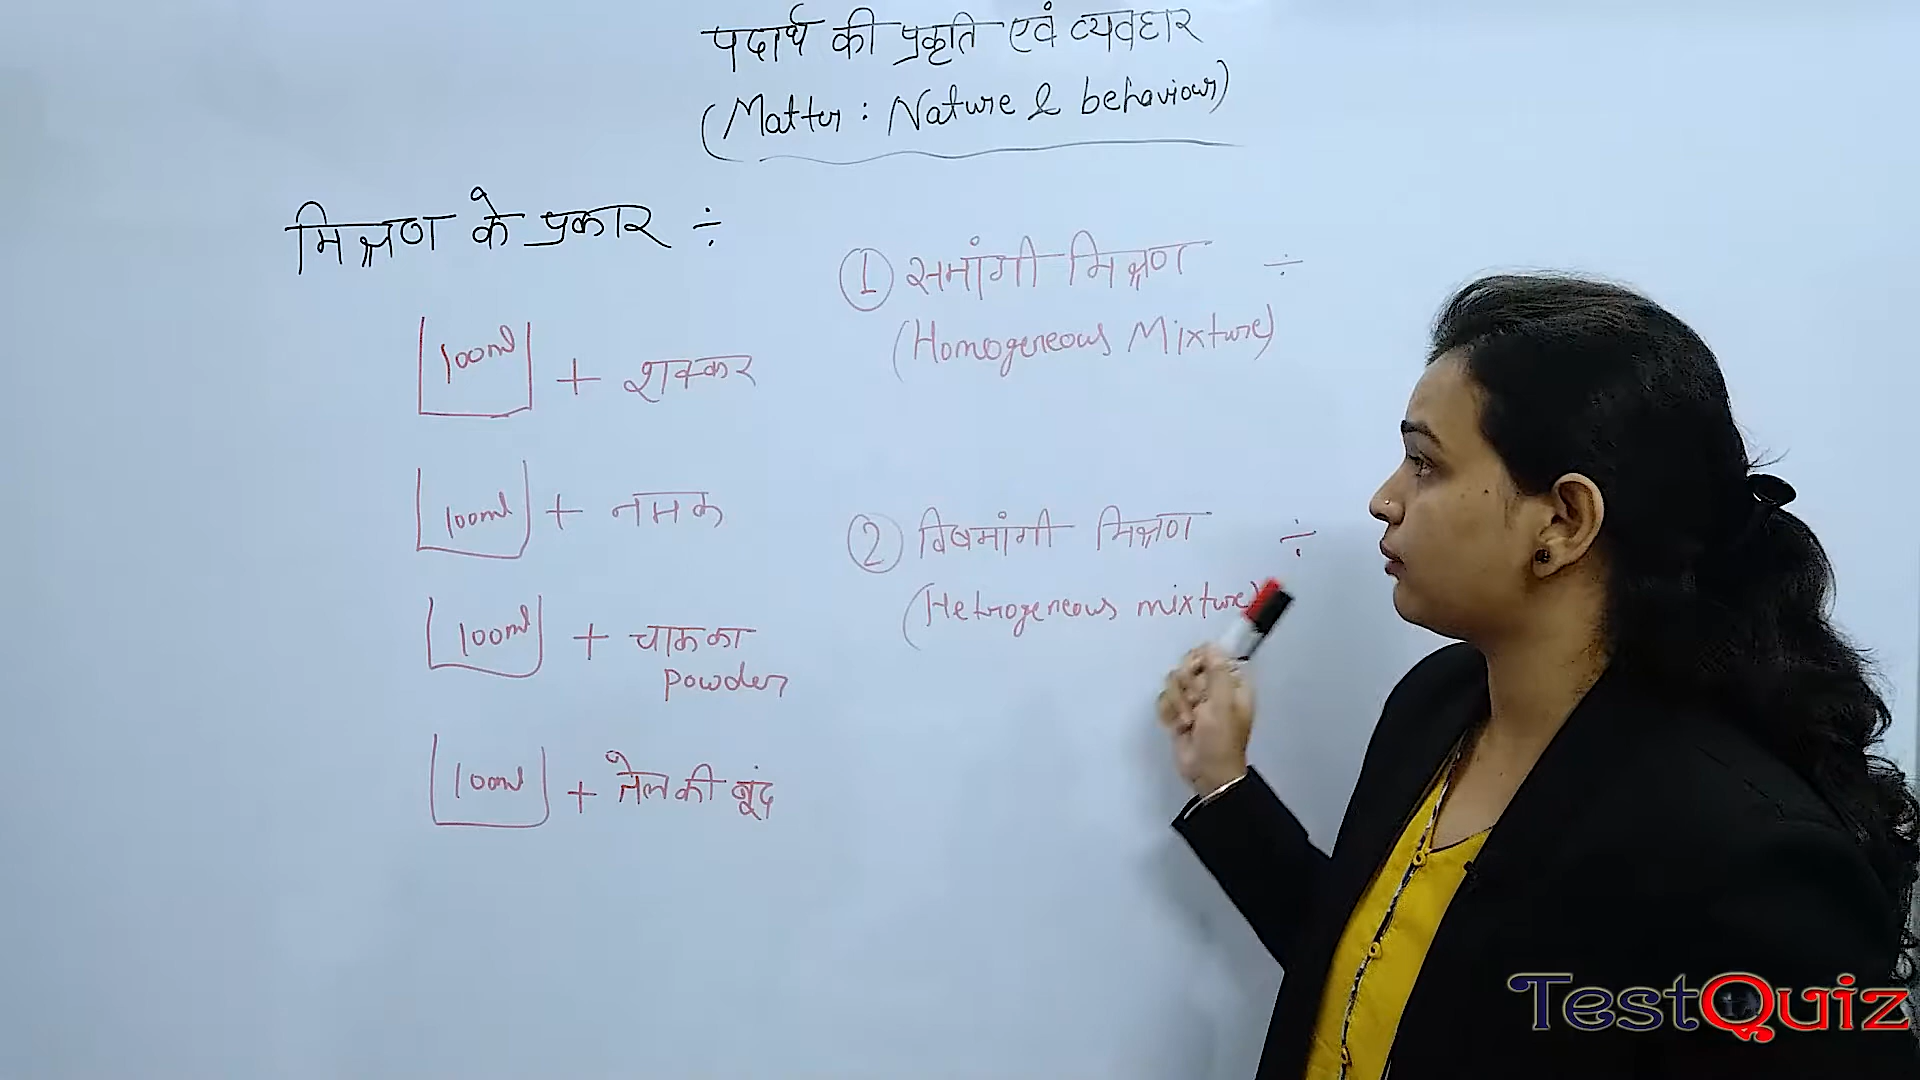 पदार्थ की प्रकृति एवं व्यवहार
(Matter : Nature & behaviour)
मिश्रण के प्रकार ÷
100ml + शक्कर
100ml + नमक
100ml + चाक का
powder
100ml + तेल की बूंद
① समांगी मिश्रण ÷
(Homogeneous Mixture)
② विषमांगी मिश्रण ÷
(Hetrogeneous mixture)
TestQuiz